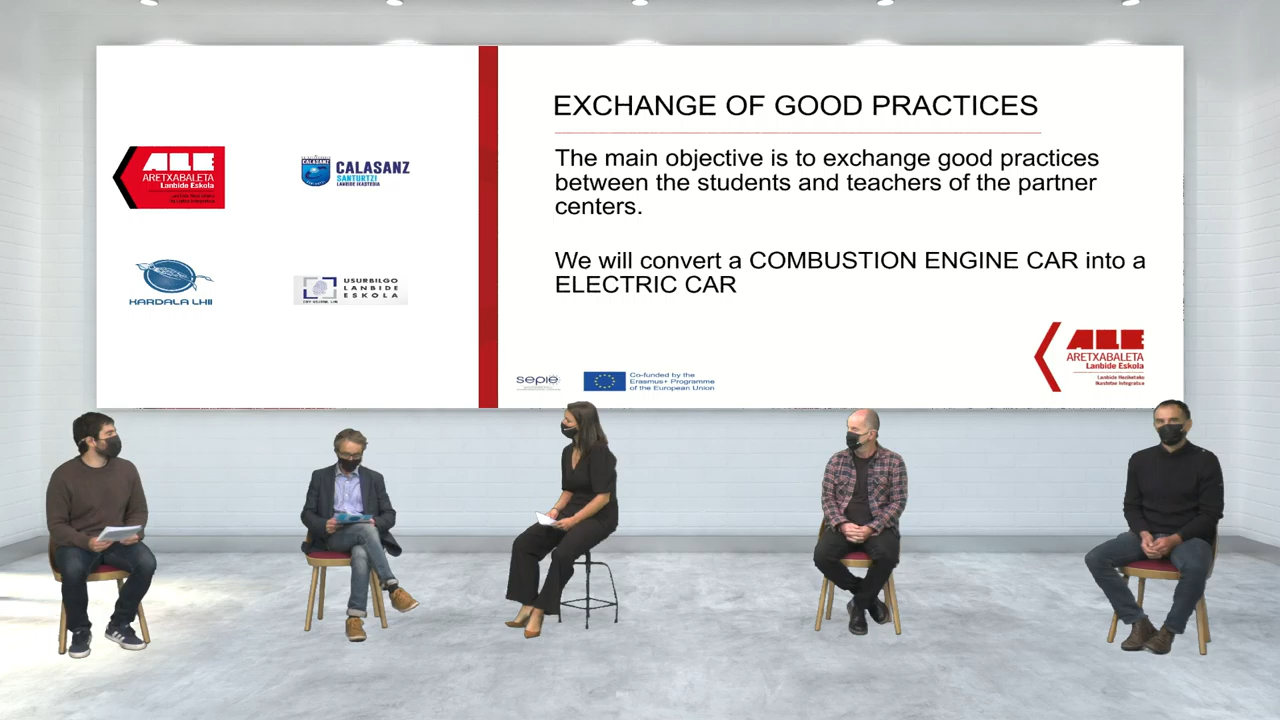 EXCHANGE OF GOOD PRACTICES
The main objective is to exchange good practices
between the students and teachers of the partner
centers.
We will convert a COMBUSTION ENGINE CAR into a
ELECTRIC CAR
ALE
ARETXABALETA
Lanbide Eskola
CALASANZ
CALASANZ
SANTURTZI
LANBIDE IKASTEGIA
KARDALA LHII
USURBILGO
LANBIDE
ESKOLA
sepie
Co-funded by the
Erasmus+ Programme
of the European Union
ALE
ARETXABALETA
Lanbide Eskola
Lanbide Heziketako
Ikastetxe Integratua